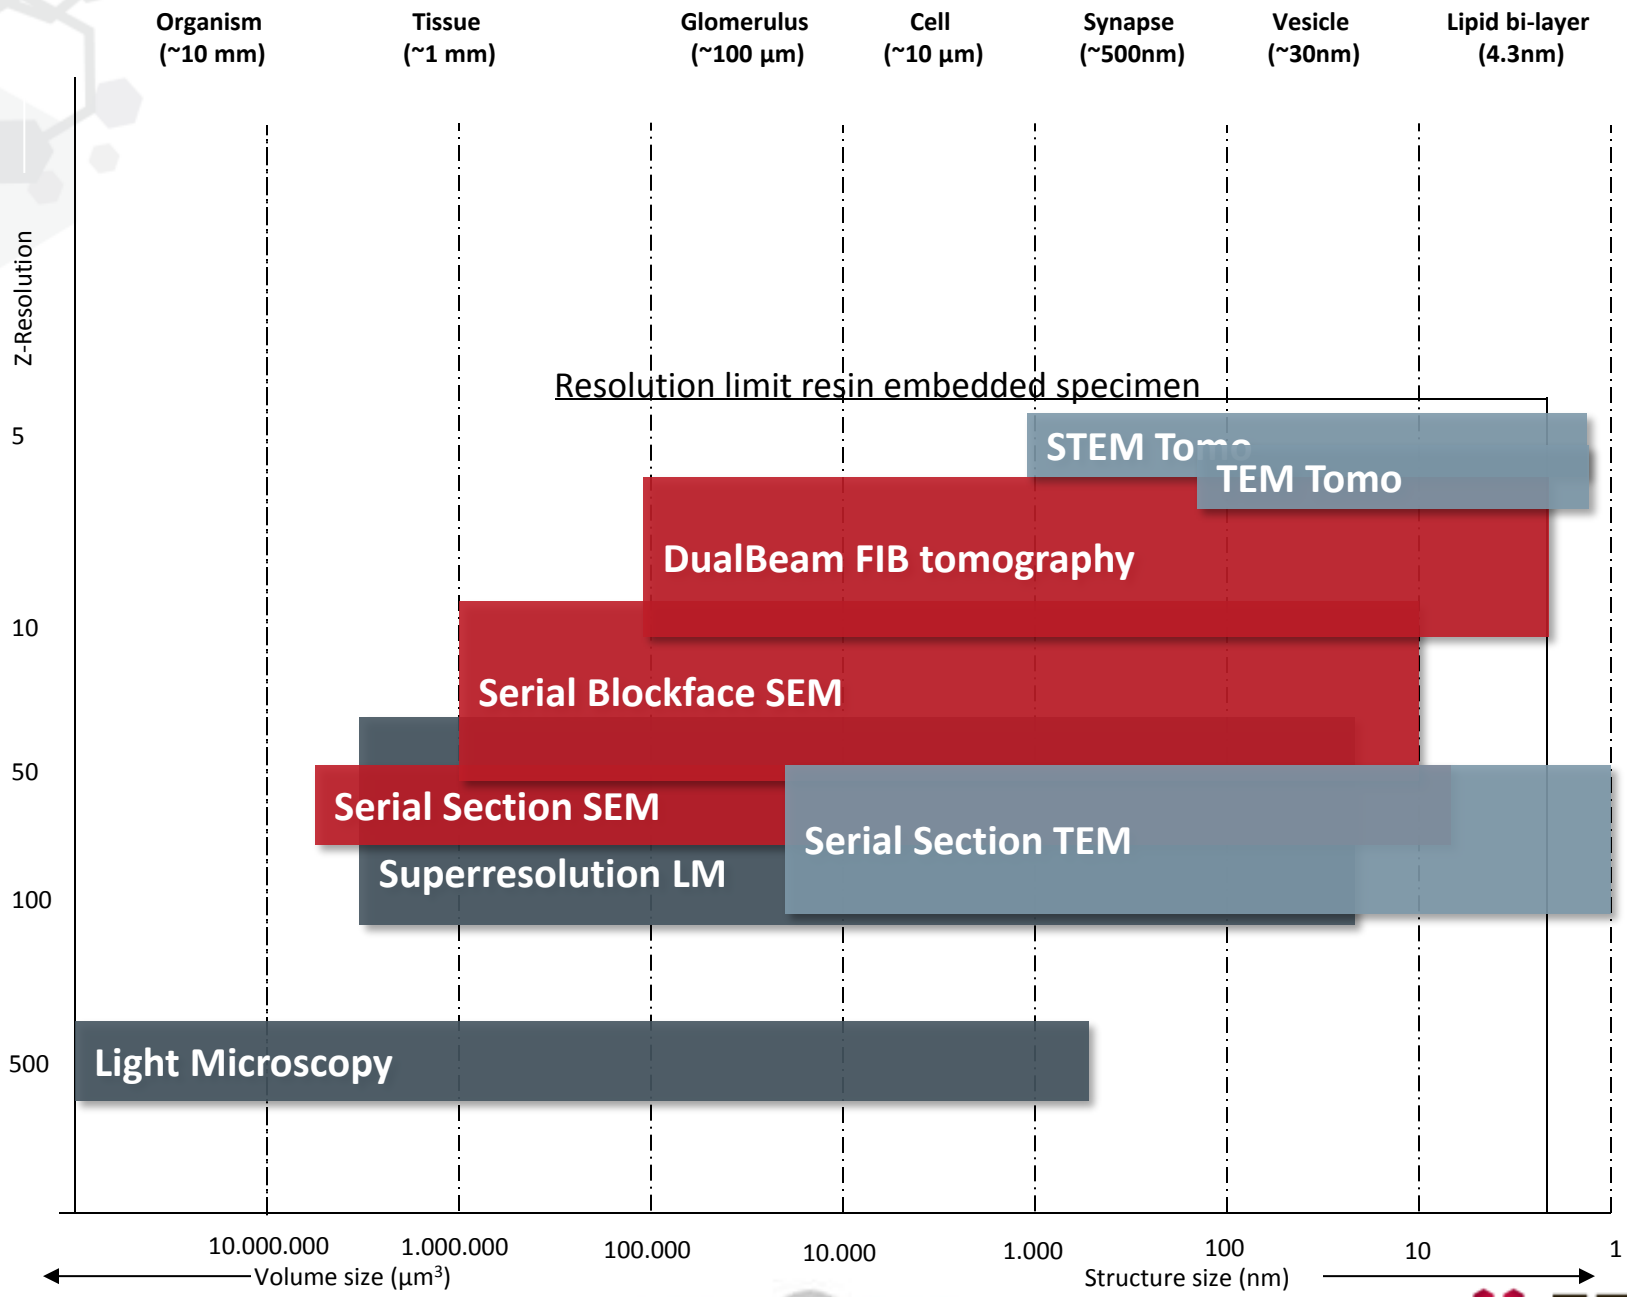 Organism Tissue Glomerulus Cell Synapse Vesicle Lipid bi-layer
(~10 mm) (~1 mm) (~100 µm) (~10 µm) (~500nm) (~30nm) (4.3nm)
Z-Resolution
Resolution limit resin embedded specimen
5
STEM Tomo
TEM Tomo
DualBeam FIB tomography
10
Serial Blockface SEM
50
Serial Section SEM
Serial Section TEM
Superresolution LM
100
500
Light Microscopy
10.000.000 1.000.000 100.000 10.000 1.000 100 10 1
Volume size (µm³) Structure size (nm)